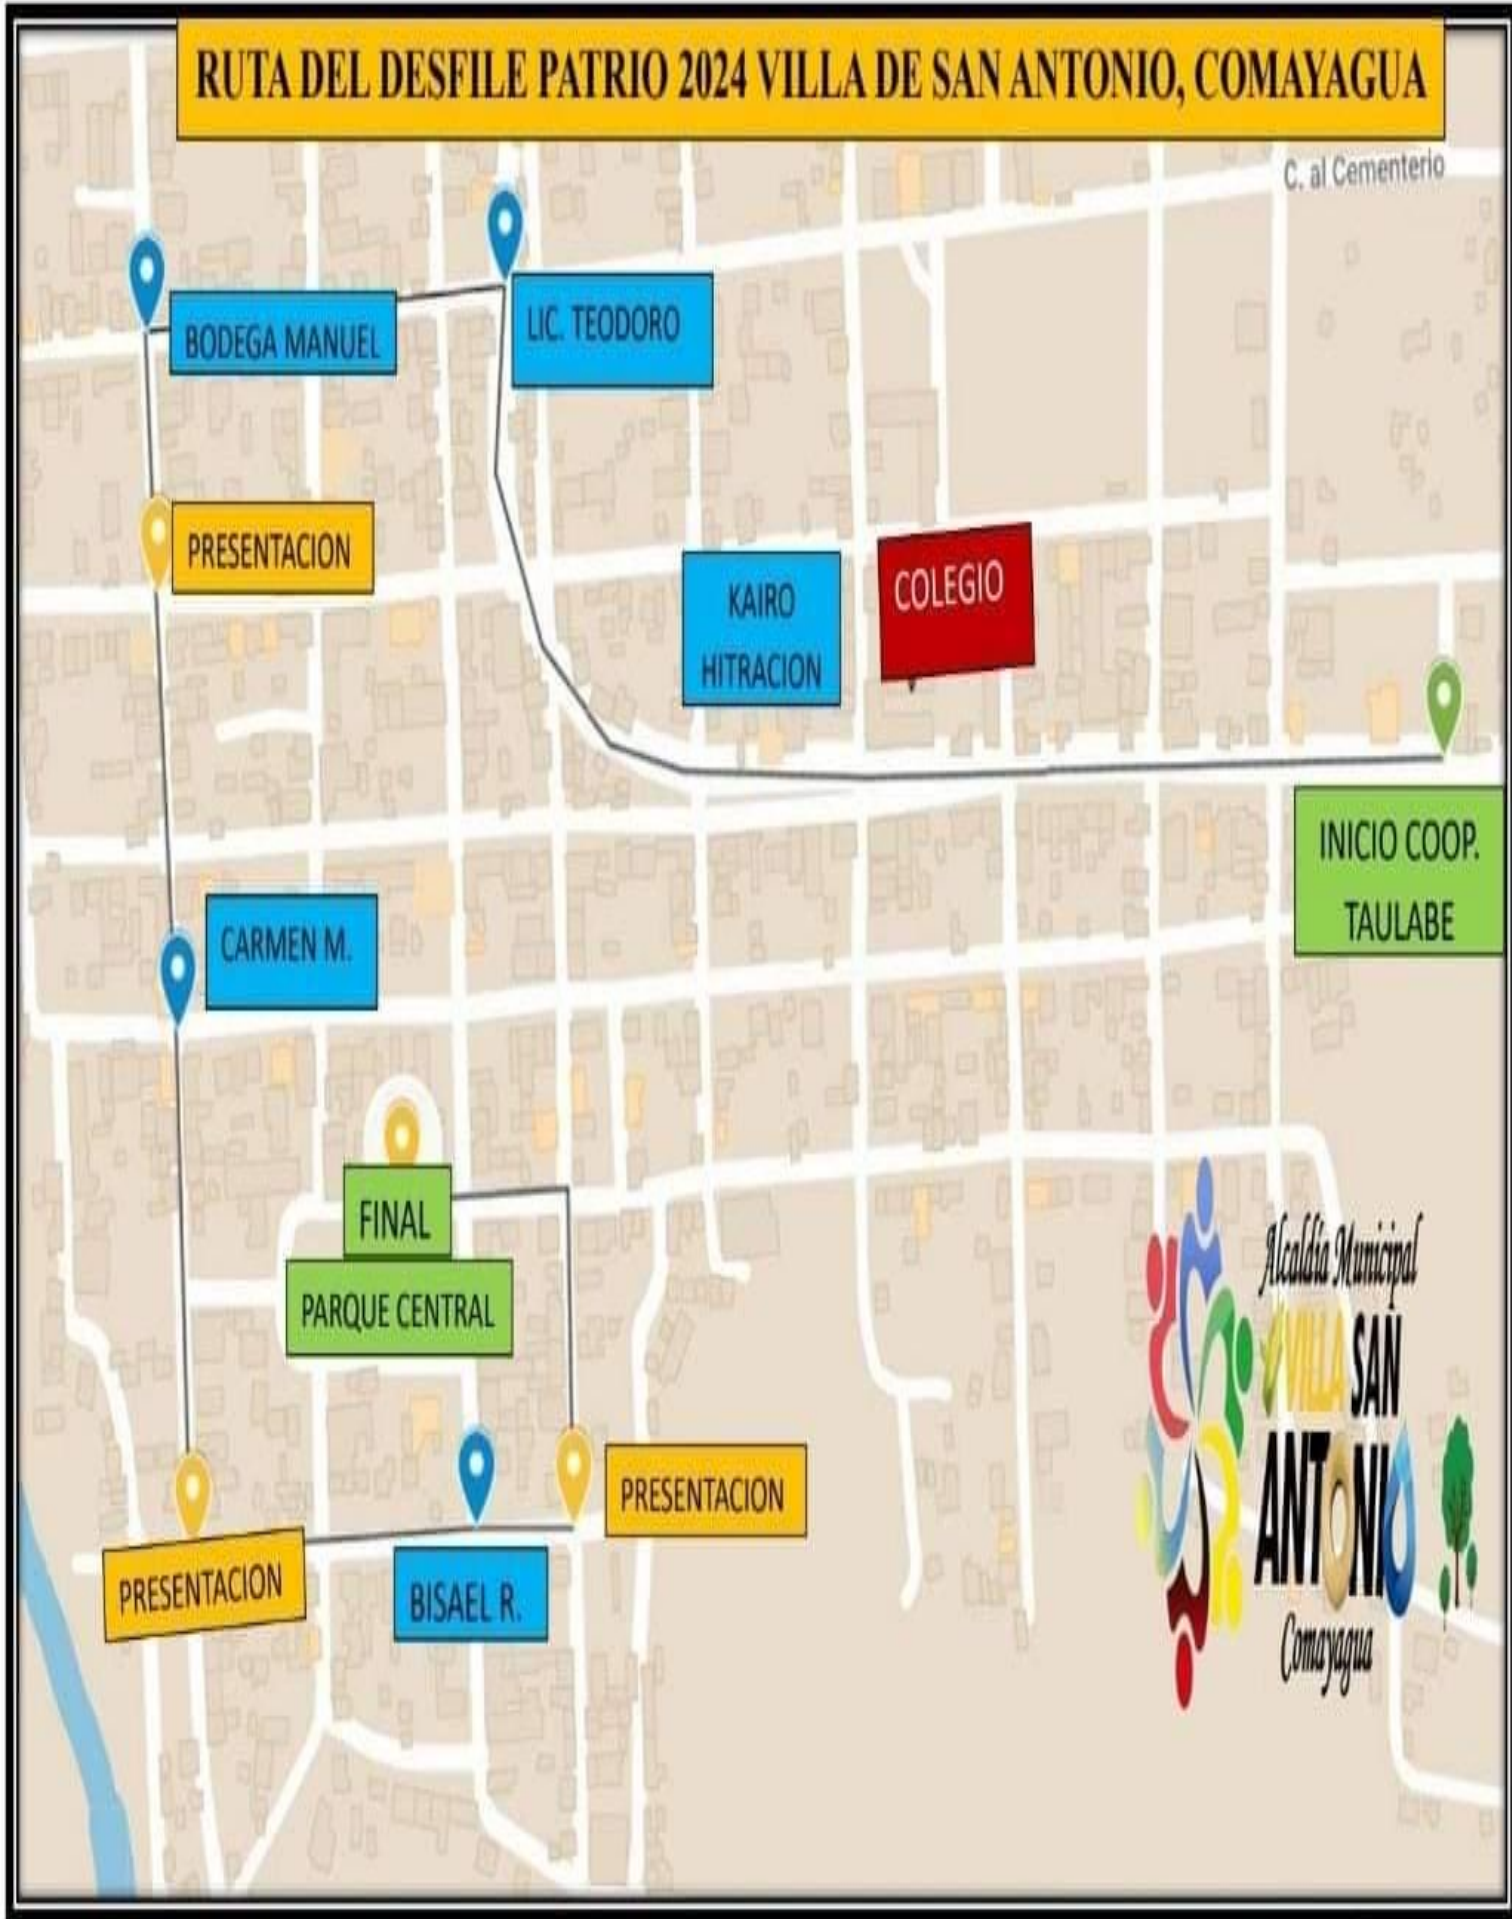 RUTA DEL DESFILE PATRIO 2024 VILLA DE SAN ANTONIO, COMAYAGUA
C. al Cementerio
BODEGA MANUEL
LIC. TEODORO
PRESENTACION
KAIRO
HITRACION
COLEGIO
INICIO COOP.
TAULABE
CARMEN M.
FINAL
PARQUE CENTRAL
PRESENTACION
PRESENTACION
BISAEL R.
Alcaldía Municipal
VILLA SAN
ANTONIO
Comayagua